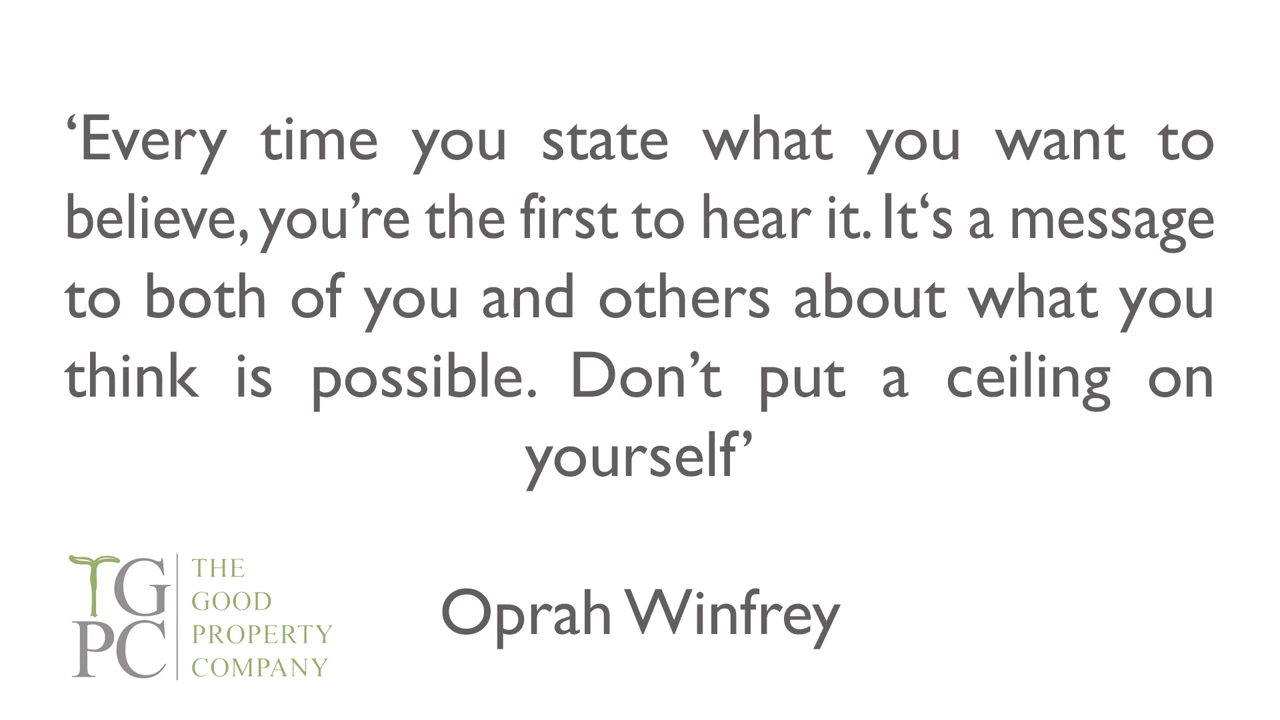 ‘Every time you state what you want to
believe, you’re the first to hear it. It‘s a message
to both of you and others about what you
think is possible. Don’t put a ceiling on
yourself’
Oprah Winfrey
TG
PC
THE
GOOD
PROPERTY
COMPANY